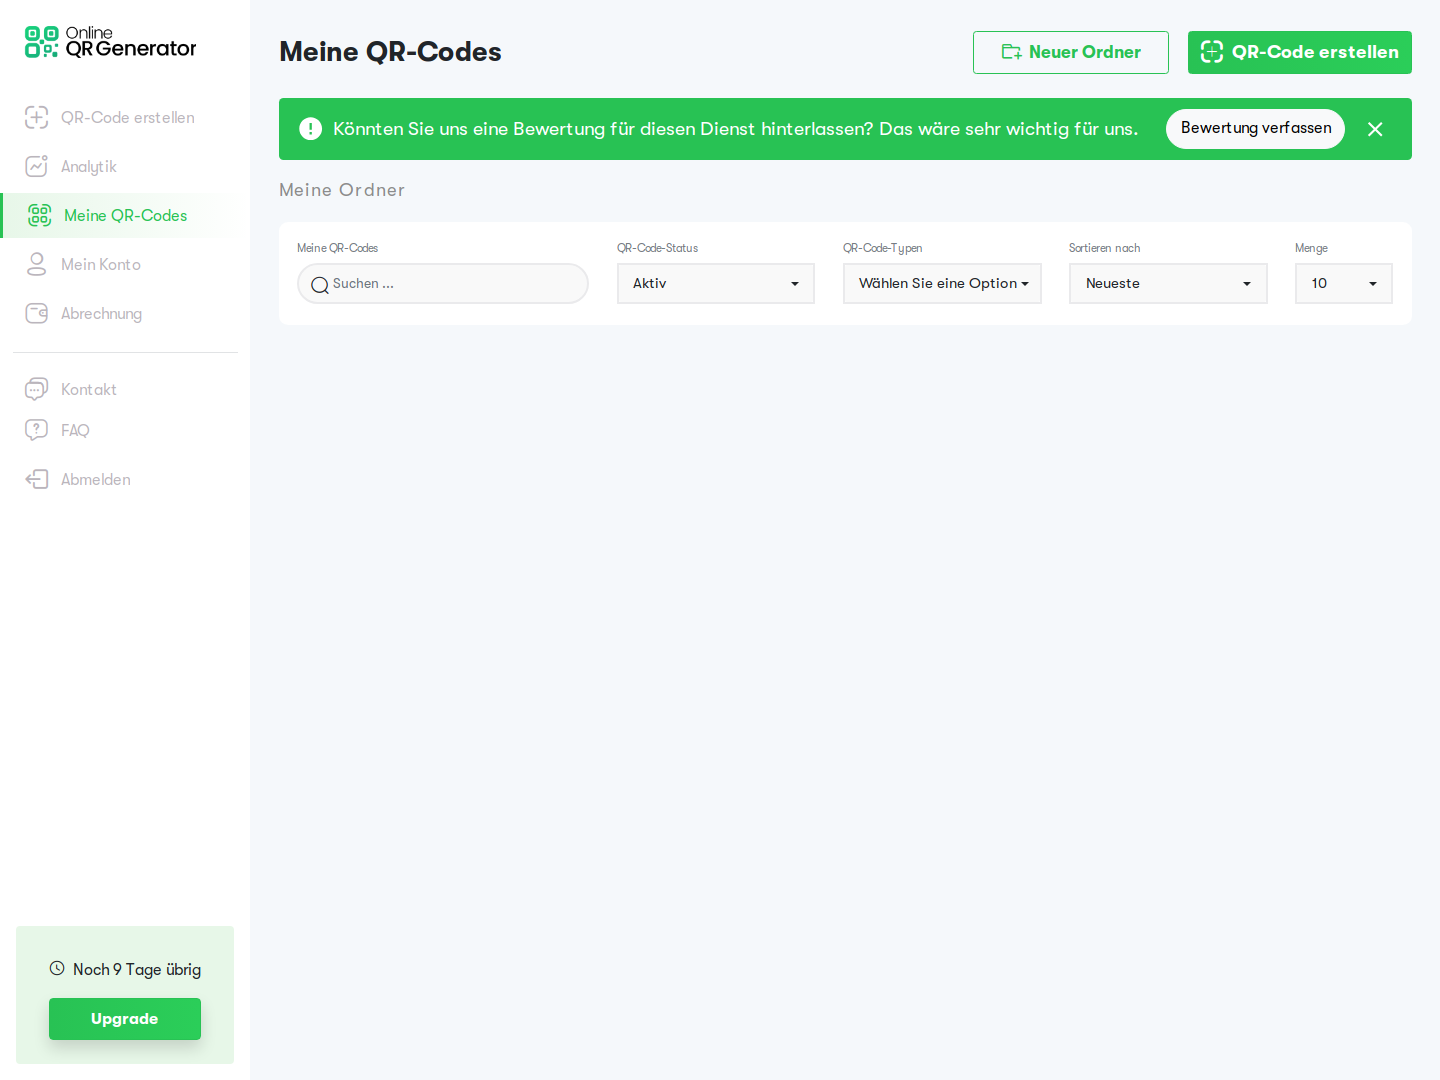 Online
QR Generator
QR-Code erstellen
Analytik
Meine QR-Codes
Mein Konto
Abrechnung
Kontakt
FAQ
Abmelden
Noch 9 Tage übrig
Upgrade
Meine QR-Codes
Neuer Ordner
QR-Code erstellen
Könnten Sie uns eine Bewertung für diesen Dienst hinterlassen? Das wäre sehr wichtig für uns.
Bewertung verfassen
Meine Ordner
Meine QR-Codes
Suchen ...
QR-Code-Status
Aktiv
QR-Code-Typen
Wählen Sie eine Option
Sortieren nach
Neueste
Menge
10